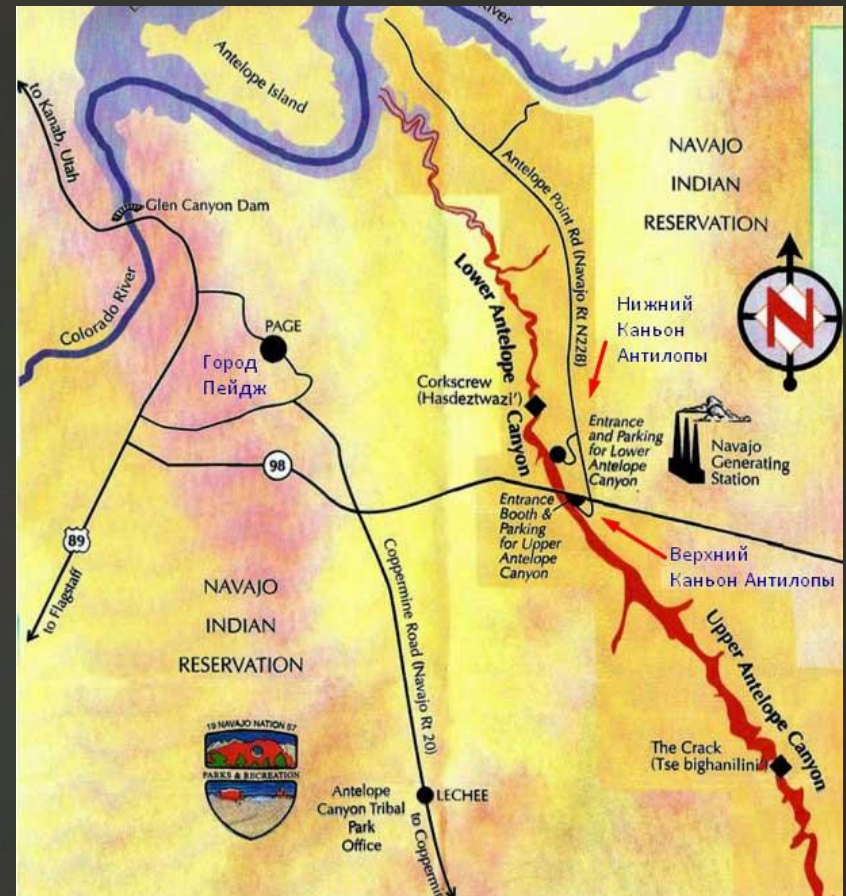 River
Antelope Island
to Kanab, Utah
Glen Canyon Dam
Colorado River
Antelope Point Rd (Navajo Rt N22B)
NAVAJO
INDIAN
RESERVATION
N
Lower Antelope Canyon
Нижний
Каньон
Антилопы
PAGE
Город
Пейдж
Corkscrew
(Hasdeztwazi')
Entrance
and Parking
for Lower
Antelope
Canyon
Navajo
Generating
Station
98
Entrance
Booth &
Parking
for Upper
Antelope
Canyon
Верхний
Каньон Антилопы
89
to Flagstaff
Coppermine Road (Navajo Rt 20)
NAVAJO
INDIAN
RESERVATION
Upper Antelope Canyon
19 NAVAJO NATION 57
PARKS & RECREATION
The Crack
(Tse bighanilini)
Antelope
Canyon Tribal
Park
Office
LECHEE
to